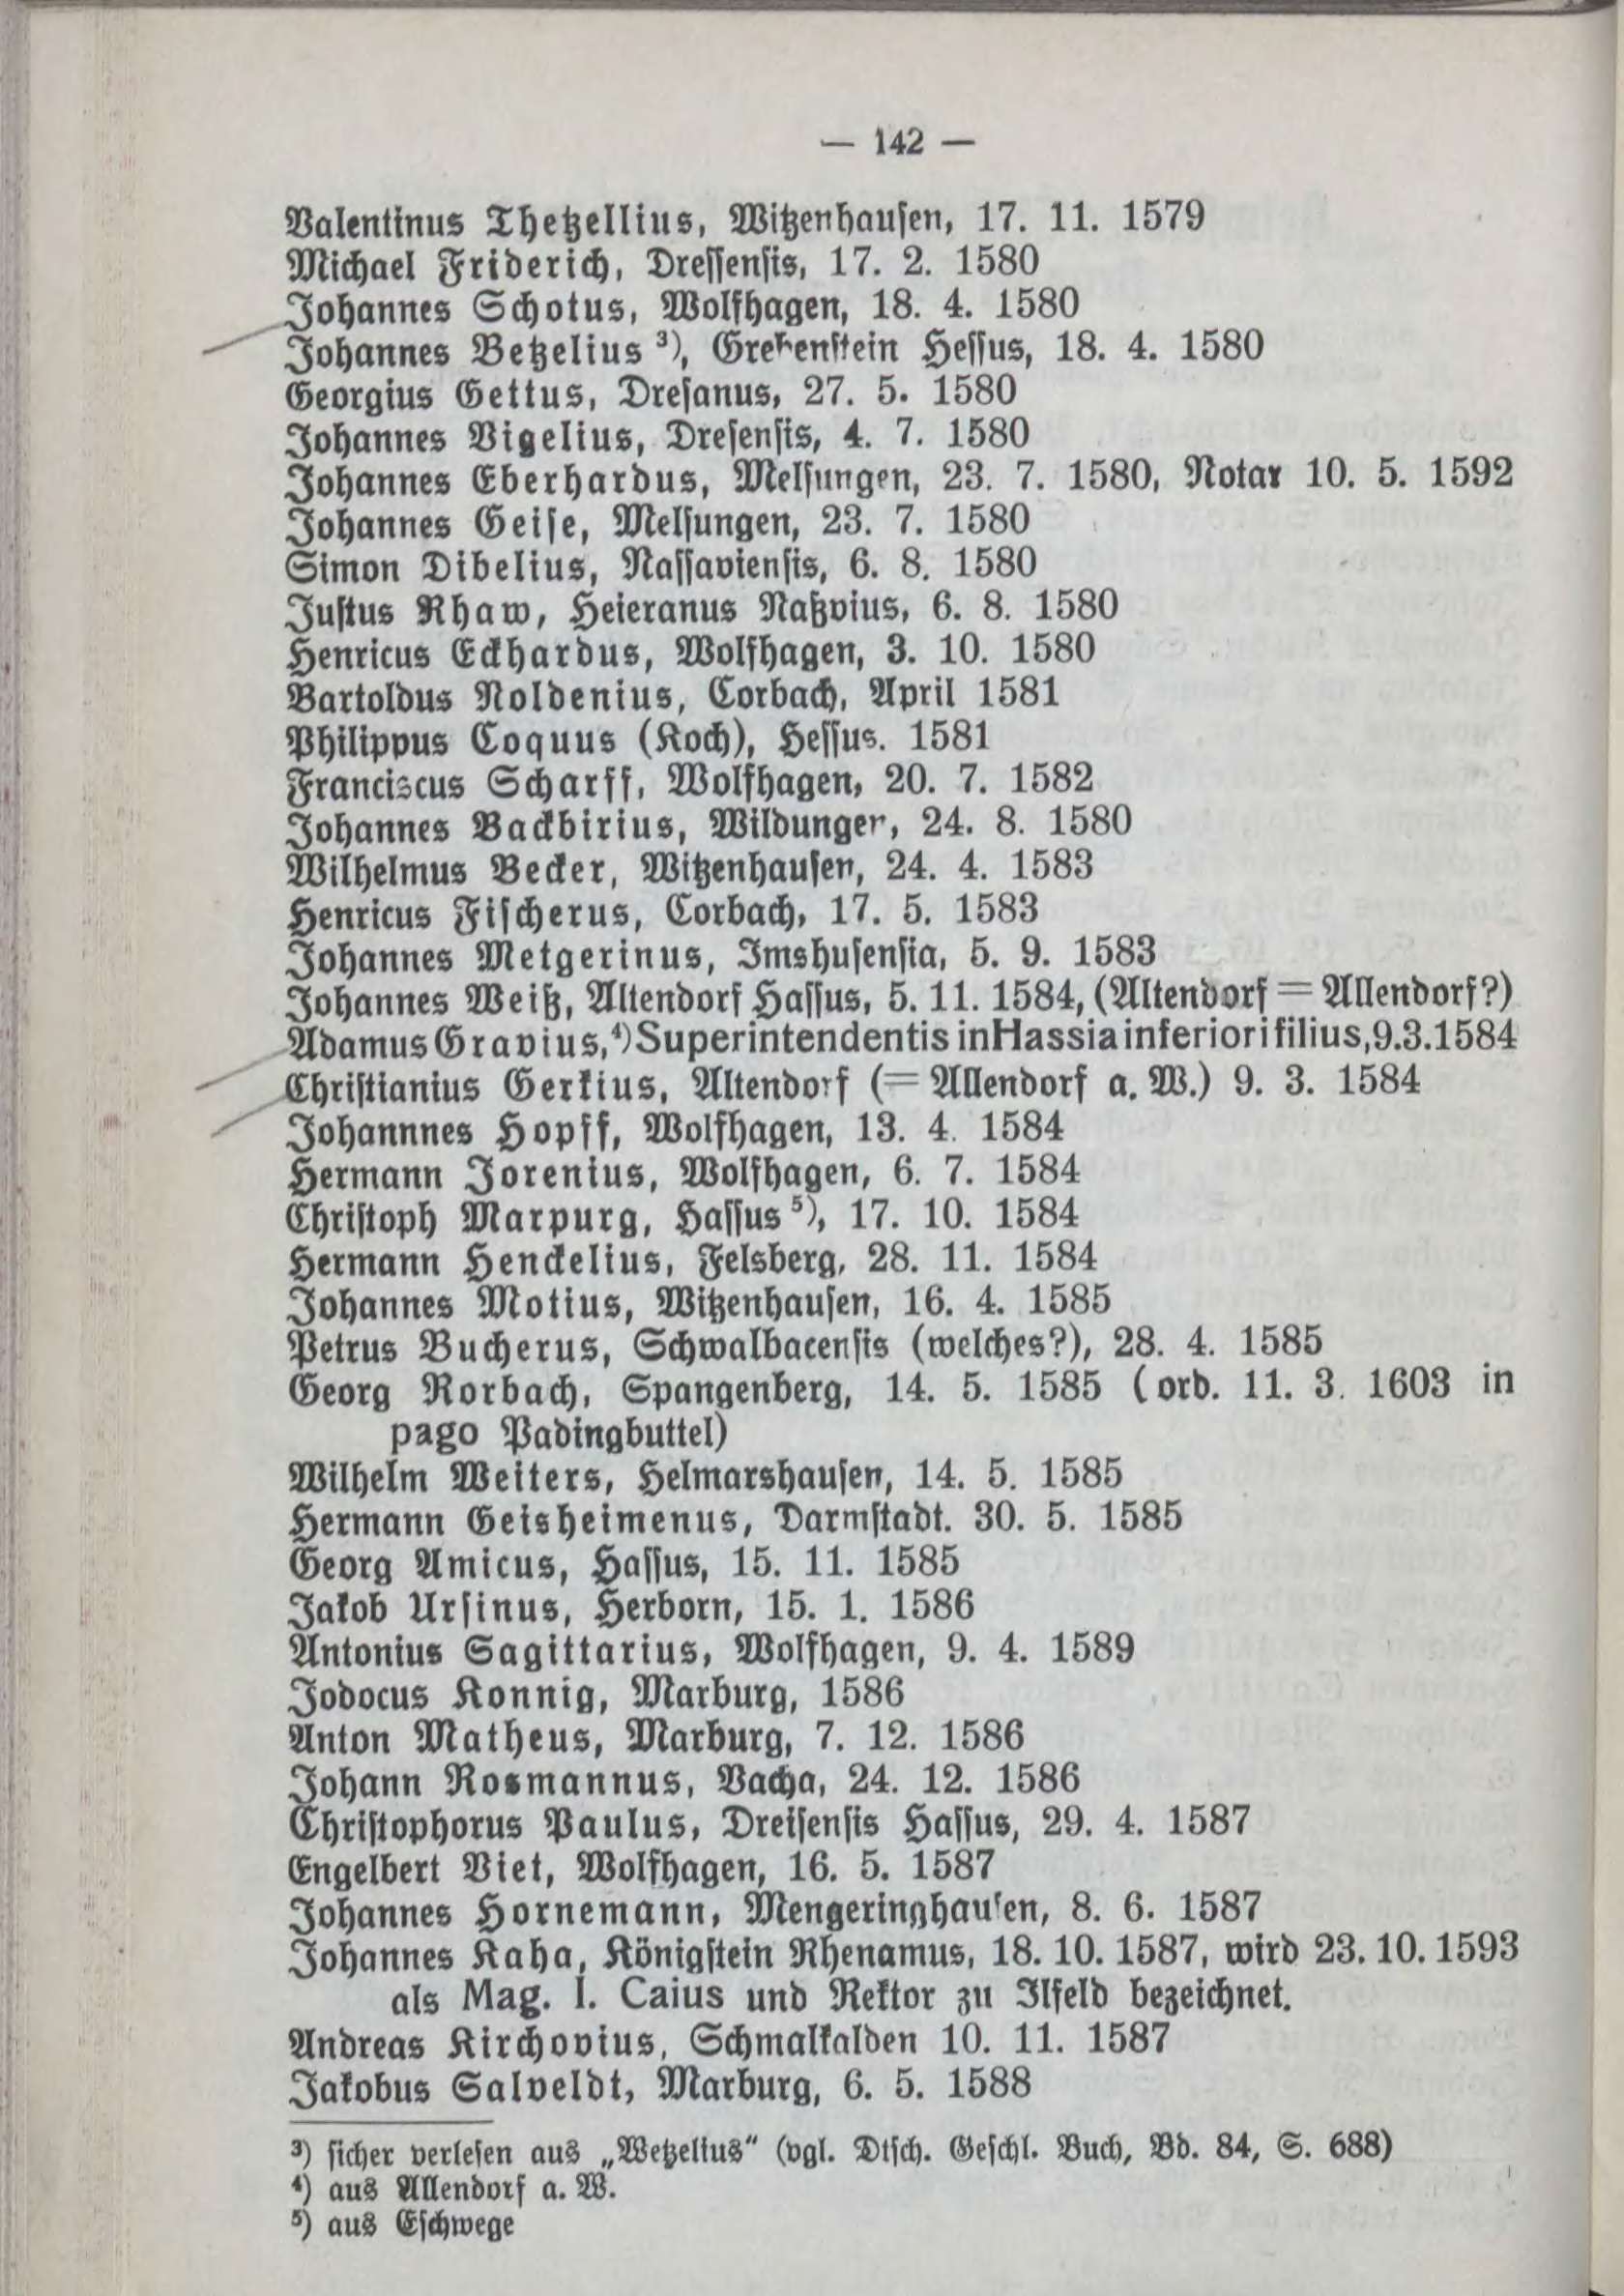 — 142 —
Valentinus Thetzellius, Witzenhausen, 17. 11. 1579
Michael Friderich, Dressensis, 17. 2. 1580
Johannes Schotus, Wolfhagen, 18. 4. 1580
Johannes Betzelius ³), Grebenstein Hessus, 18. 4. 1580
Georgius Gettus, Dresanus, 27. 5. 1580
Johannes Vigelius, Dresensis, 4. 7. 1580
Johannes Eberhardus, Melsungen, 23. 7. 1580, Notar 10. 5. 1592
Johannes Geise, Melsungen, 23. 7. 1580
Simon Dibelius, Nassaviensis, 6. 8. 1580
Justus Rhaw, Heieranus Naßvius, 6. 8. 1580
Henricus Eckhardus, Wolfhagen, 3. 10. 1580
Bartoldus Noldenius, Corbach, April 1581
Philippus Coquus (Koch), Hessus. 1581
Franciscus Scharff, Wolfhagen, 20. 7. 1582
Johannes Backbirius, Wildungen, 24. 8. 1580
Wilhelmus Becker, Witzenhausen, 24. 4. 1583
Henricus Fischerus, Corbach, 17. 5. 1583
Johannes Metgerinus, Imshusensia, 5. 9. 1583
Johannes Weiß, Altendorf Hassus, 5. 11. 1584, (Altendorf = Allendorf?)
Adamus Gravius,⁴) Superintendentis in Hassia inferiori filius, 9. 3. 1584
Christianius Gerkius, Altendorf (= Allendorf a. W.) 9. 3. 1584
Johannnes Hopff, Wolfhagen, 13. 4. 1584
Hermann Jorenius, Wolfhagen, 6. 7. 1584
Christoph Marpurg, Hassus ⁵), 17. 10. 1584
Hermann Henckelius, Felsberg, 28. 11. 1584
Johannes Motius, Witzenhausen, 16. 4. 1585
Petrus Bucherus, Schwalbacensis (welches?), 28. 4. 1585
Georg Rorbach, Spangenberg, 14. 5. 1585 (ord. 11. 3. 1603 in
pago Padingbuttel)
Wilhelm Weiters, Helmarshausen, 14. 5. 1585
Hermann Geisheimenus, Darmstadt. 30. 5. 1585
Georg Amicus, Hassus, 15. 11. 1585
Jakob Ursinus, Herborn, 15. 1. 1586
Antonius Sagittarius, Wolfhagen, 9. 4. 1589
Jodocus Konnig, Marburg, 1586
Anton Matheus, Marburg, 7. 12. 1586
Johann Rosmannus, Vacha, 24. 12. 1586
Christophorus Paulus, Dreisensis Hassus, 29. 4. 1587
Engelbert Viet, Wolfhagen, 16. 5. 1587
Johannes Hornemann, Mengeringhausen, 8. 6. 1587
Johannes Kaha, Königstein Rhenamus, 18. 10. 1587, wird 23. 10. 1593
als Mag. I. Caius und Rektor zu Ilfeld bezeichnet.
Andreas Kirchovius, Schmalkalden 10. 11. 1587
Jakobus Salveldt, Marburg, 6. 5. 1588
³) sicher verlesen aus „Wetzelius“ (vgl. Dtsch. Geschl. Buch, Bd. 84, S. 688)
⁴) aus Allendorf a. W.
⁵) aus Eschwege